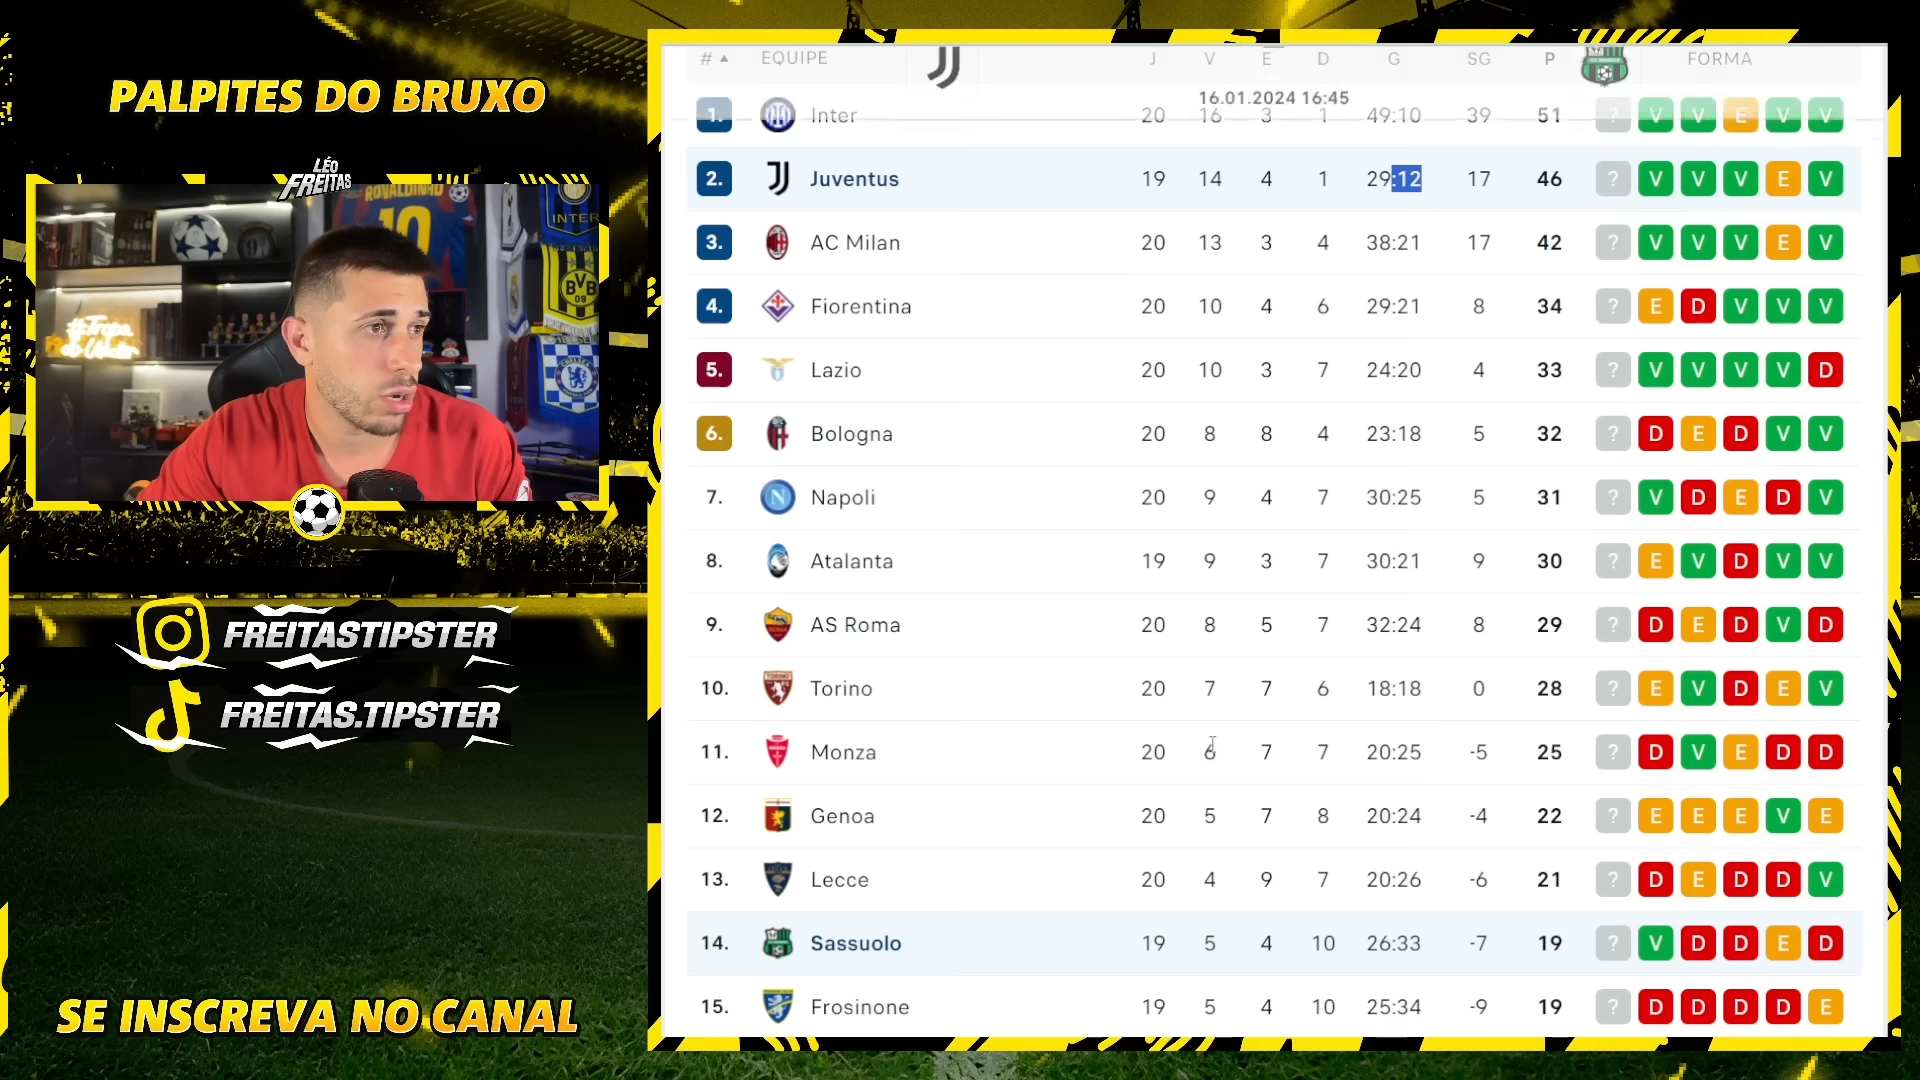 PALPITES DO BRUXO
LÉO
FREITAS
RONALDINHO
10
INTER
BVB
09
CHELSEA
FREITASTIPSTER
FREITAS.TIPSTER
SE INSCREVA NO CANAL
# EQUIPE J V E D G SG P FORMA
16.01.2024 16:45
1. Inter 20 16 3 1 49:10 39 51 ? V V E V V
2. Juventus 19 14 4 1 29:12 17 46 ? V V V E V
3. AC Milan 20 13 3 4 38:21 17 42 ? V V V E V
4. Fiorentina 20 10 4 6 29:21 8 34 ? E D V V V
5. Lazio 20 10 3 7 24:20 4 33 ? V V V V D
6. Bologna 20 8 8 4 23:18 5 32 ? D E D V V
7. Napoli 20 9 4 7 30:25 5 31 ? V D E D V
8. Atalanta 19 9 3 7 30:21 9 30 ? E V D V V
9. AS Roma 20 8 5 7 32:24 8 29 ? D E D V D
10. Torino 20 7 7 6 18:18 0 28 ? E V D E V
11. Monza 20 6 7 7 20:25 -5 25 ? D V E D D
12. Genoa 20 5 7 8 20:24 -4 22 ? E E E V E
13. Lecce 20 4 9 7 20:26 -6 21 ? D E D D V
14. Sassuolo 19 5 4 10 26:33 -7 19 ? V D D E D
15. Frosinone 19 5 4 10 25:34 -9 19 ? D D D D E